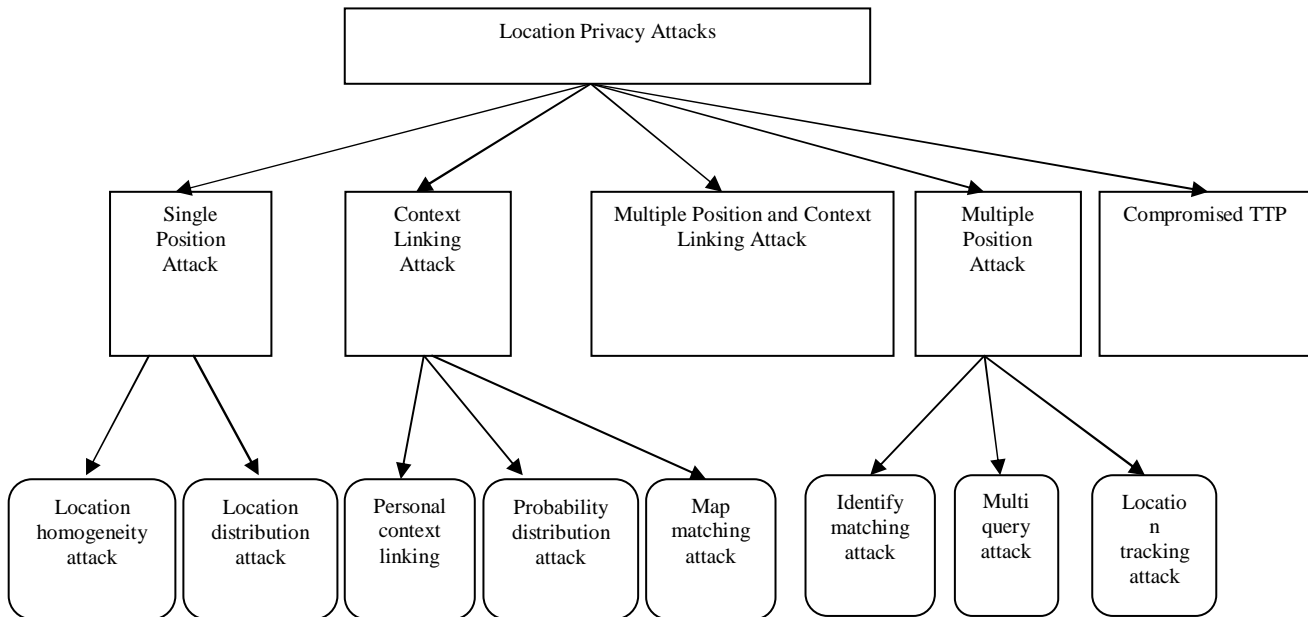 Location Privacy Attacks
Single
Position
Attack
Context
Linking
Attack
Multiple Position and Context
Linking Attack
Multiple
Position
Attack
Compromised TTP
Location
homogeneity
attack
Location
distribution
attack
Personal
context
linking
Probability
distribution
attack
Map
matching
attack
Identify
matching
attack
Multi
query
attack
Locatio
n
tracking
attack